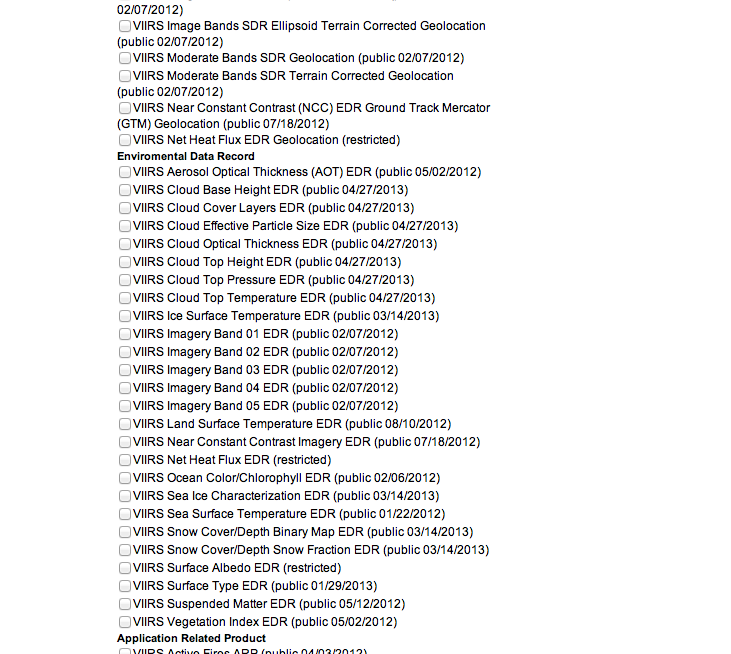 02/07/2012)
VIIRS Image Bands SDR Ellipsoid Terrain Corrected Geolocation
(public 02/07/2012)
VIIRS Moderate Bands SDR Geolocation (public 02/07/2012)
VIIRS Moderate Bands SDR Terrain Corrected Geolocation
(public 02/07/2012)
VIIRS Near Constant Contrast (NCC) EDR Ground Track Mercator
(GTM) Geolocation (public 07/18/2012)
VIIRS Net Heat Flux EDR Geolocation (restricted)
Enviromental Data Record
VIIRS Aerosol Optical Thickness (AOT) EDR (public 05/02/2012)
VIIRS Cloud Base Height EDR (public 04/27/2013)
VIIRS Cloud Cover Layers EDR (public 04/27/2013)
VIIRS Cloud Effective Particle Size EDR (public 04/27/2013)
VIIRS Cloud Optical Thickness EDR (public 04/27/2013)
VIIRS Cloud Top Height EDR (public 04/27/2013)
VIIRS Cloud Top Pressure EDR (public 04/27/2013)
VIIRS Cloud Top Temperature EDR (public 04/27/2013)
VIIRS Ice Surface Temperature EDR (public 03/14/2013)
VIIRS Imagery Band 01 EDR (public 02/07/2012)
VIIRS Imagery Band 02 EDR (public 02/07/2012)
VIIRS Imagery Band 03 EDR (public 02/07/2012)
VIIRS Imagery Band 04 EDR (public 02/07/2012)
VIIRS Imagery Band 05 EDR (public 02/07/2012)
VIIRS Land Surface Temperature EDR (public 08/10/2012)
VIIRS Near Constant Contrast Imagery EDR (public 07/18/2012)
VIIRS Net Heat Flux EDR (restricted)
VIIRS Ocean Color/Chlorophyll EDR (public 02/06/2012)
VIIRS Sea Ice Characterization EDR (public 03/14/2013)
VIIRS Sea Surface Temperature EDR (public 01/22/2012)
VIIRS Snow Cover/Depth Binary Map EDR (public 03/14/2013)
VIIRS Snow Cover/Depth Snow Fraction EDR (public 03/14/2013)
VIIRS Surface Albedo EDR (restricted)
VIIRS Surface Type EDR (public 01/29/2013)
VIIRS Suspended Matter EDR (public 05/12/2012)
VIIRS Vegetation Index EDR (public 05/02/2012)
Application Related Product
VIIRS Active Fires ARP (public 04/03/2012)